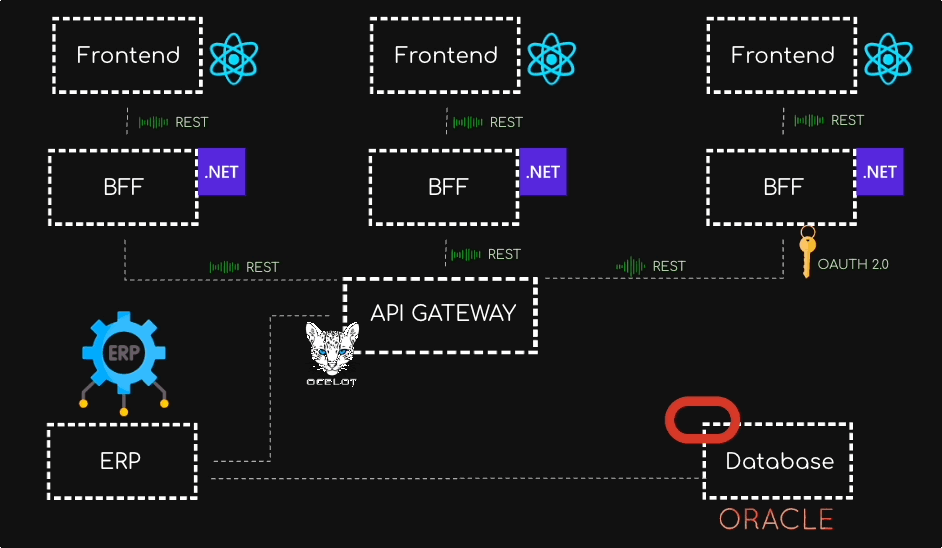 Frontend
Frontend
Frontend
REST
REST
REST
BFF
.NET
BFF
.NET
BFF
.NET
REST
REST
REST
OAUTH 2.0
API GATEWAY
OCELOT
ERP
ERP
Database
ORACLE